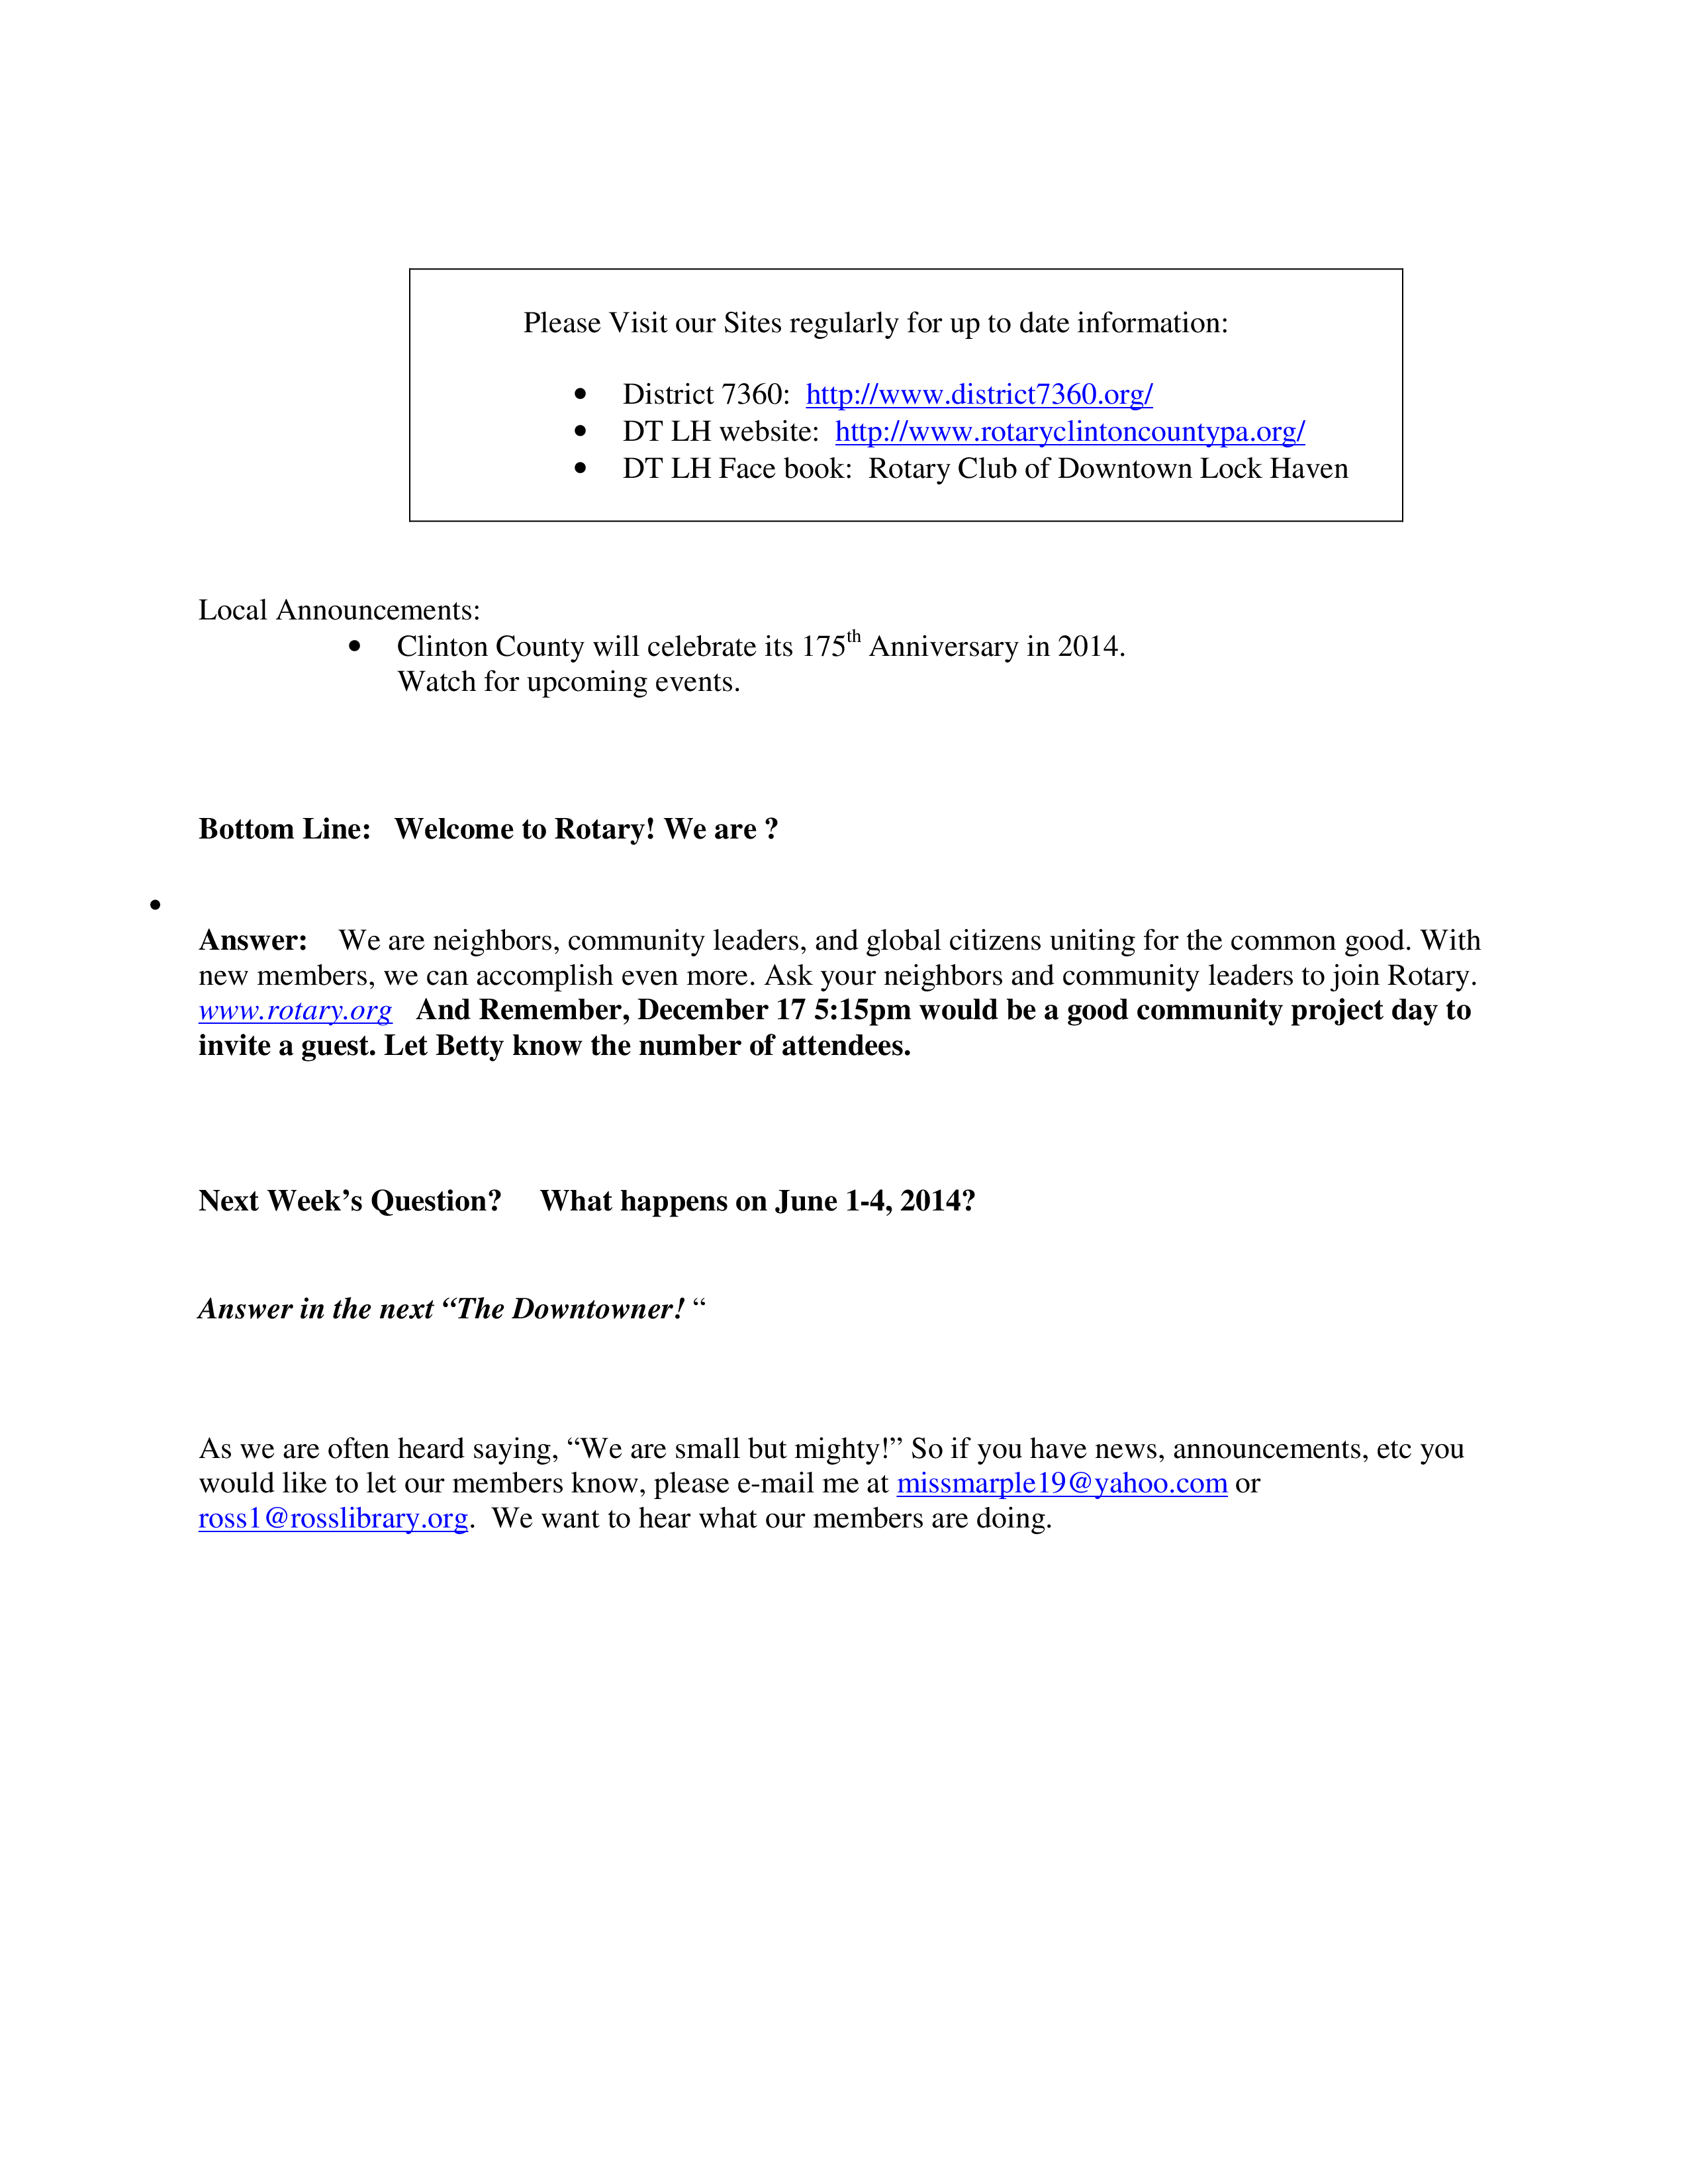 Please Visit our Sites regularly for up to date information:
• District 7360:  http://www.district7360.org/
• DT LH website:  http://www.rotaryclintoncountypa.org/
• DT LH Face book:  Rotary Club of Downtown Lock Haven
Local Announcements:
• Clinton County will celebrate its 175th Anniversary in 2014.
Watch for upcoming events.
Bottom Line:   Welcome to Rotary! We are ?
•
Answer:    We are neighbors, community leaders, and global citizens uniting for the common good. With
new members, we can accomplish even more. Ask your neighbors and community leaders to join Rotary.
www.rotary.org   And Remember, December 17 5:15pm would be a good community project day to
invite a guest. Let Betty know the number of attendees.
Next Week’s Question?     What happens on June 1-4, 2014?
Answer in the next “The Downtowner! “
As we are often heard saying, “We are small but mighty!” So if you have news, announcements, etc you
would like to let our members know, please e-mail me at missmarple19@yahoo.com or
ross1@rosslibrary.org.  We want to hear what our members are doing.